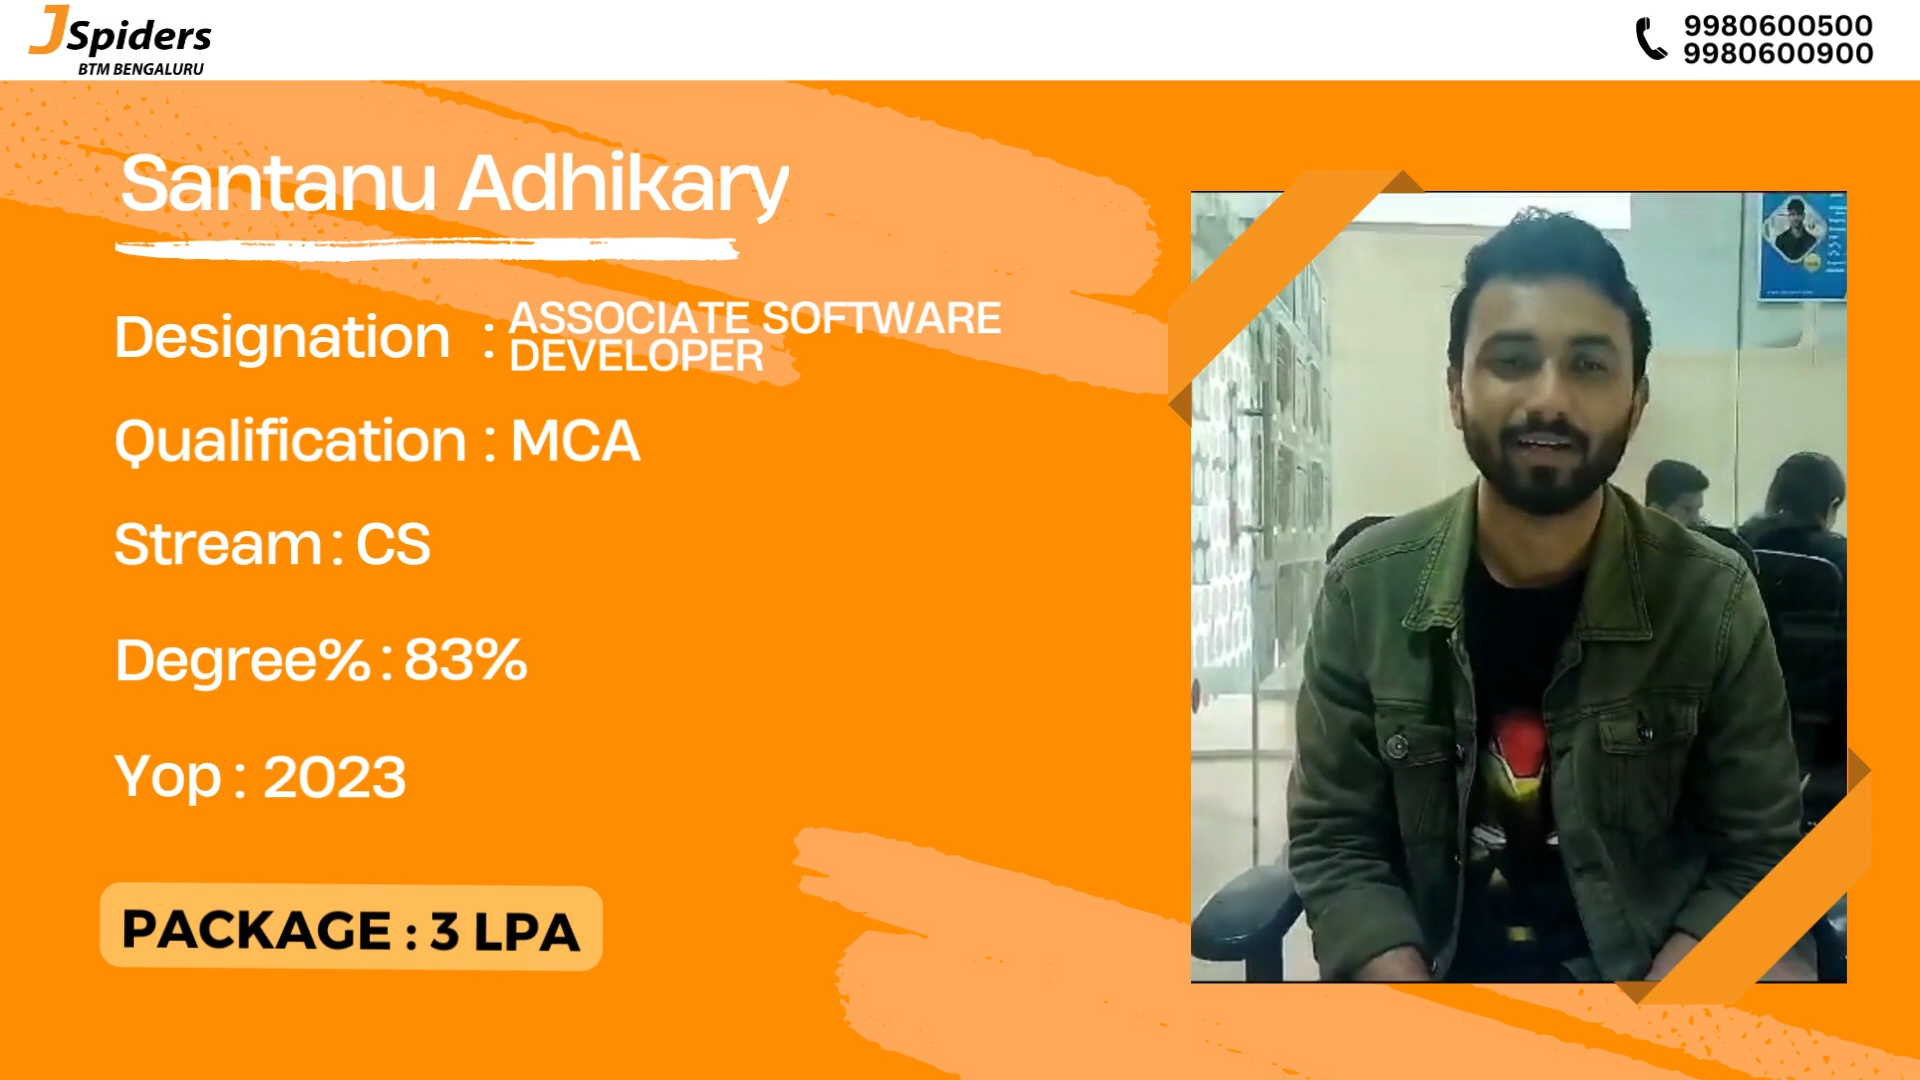 JSpiders
BTM BENGALURU
9980600500
9980600900
Santanu Adhikary
Designation : ASSOCIATE SOFTWARE
DEVELOPER
Qualification : MCA
Stream : CS
Degree% : 83%
Yop : 2023
PACKAGE : 3 LPA